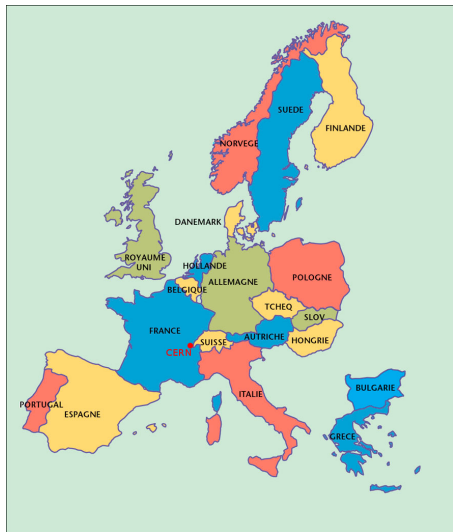 SUEDE
FINLANDE
NORVEGE
DANEMARK
ROYAUME
UNI
HOLLANDE
POLOGNE
ALLEMAGNE
BELGIQUE
TCHEQ
SLOV
FRANCE
AUTRICHE
HONGRIE
SUISSE
CERN
BULGARIE
ITALIE
PORTUGAL
ESPAGNE
GRECE